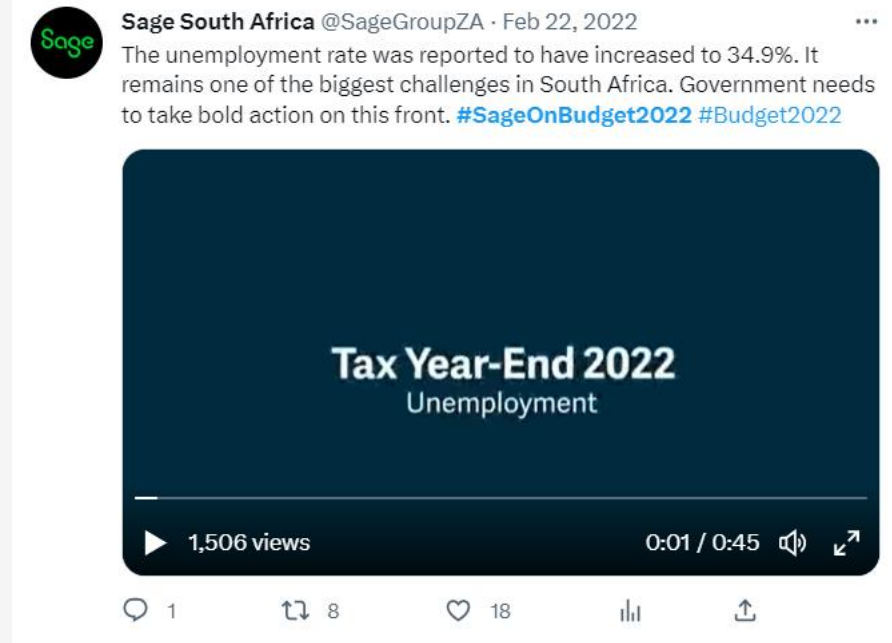 Sage
Sage South Africa @SageGroupZA · Feb 22, 2022
The unemployment rate was reported to have increased to 34.9%. It
remains one of the biggest challenges in South Africa. Government needs
to take bold action on this front. #SageOnBudget2022 #Budget2022
Tax Year-End 2022
Unemployment
1,506 views 0:01 / 0:45
1 8 18